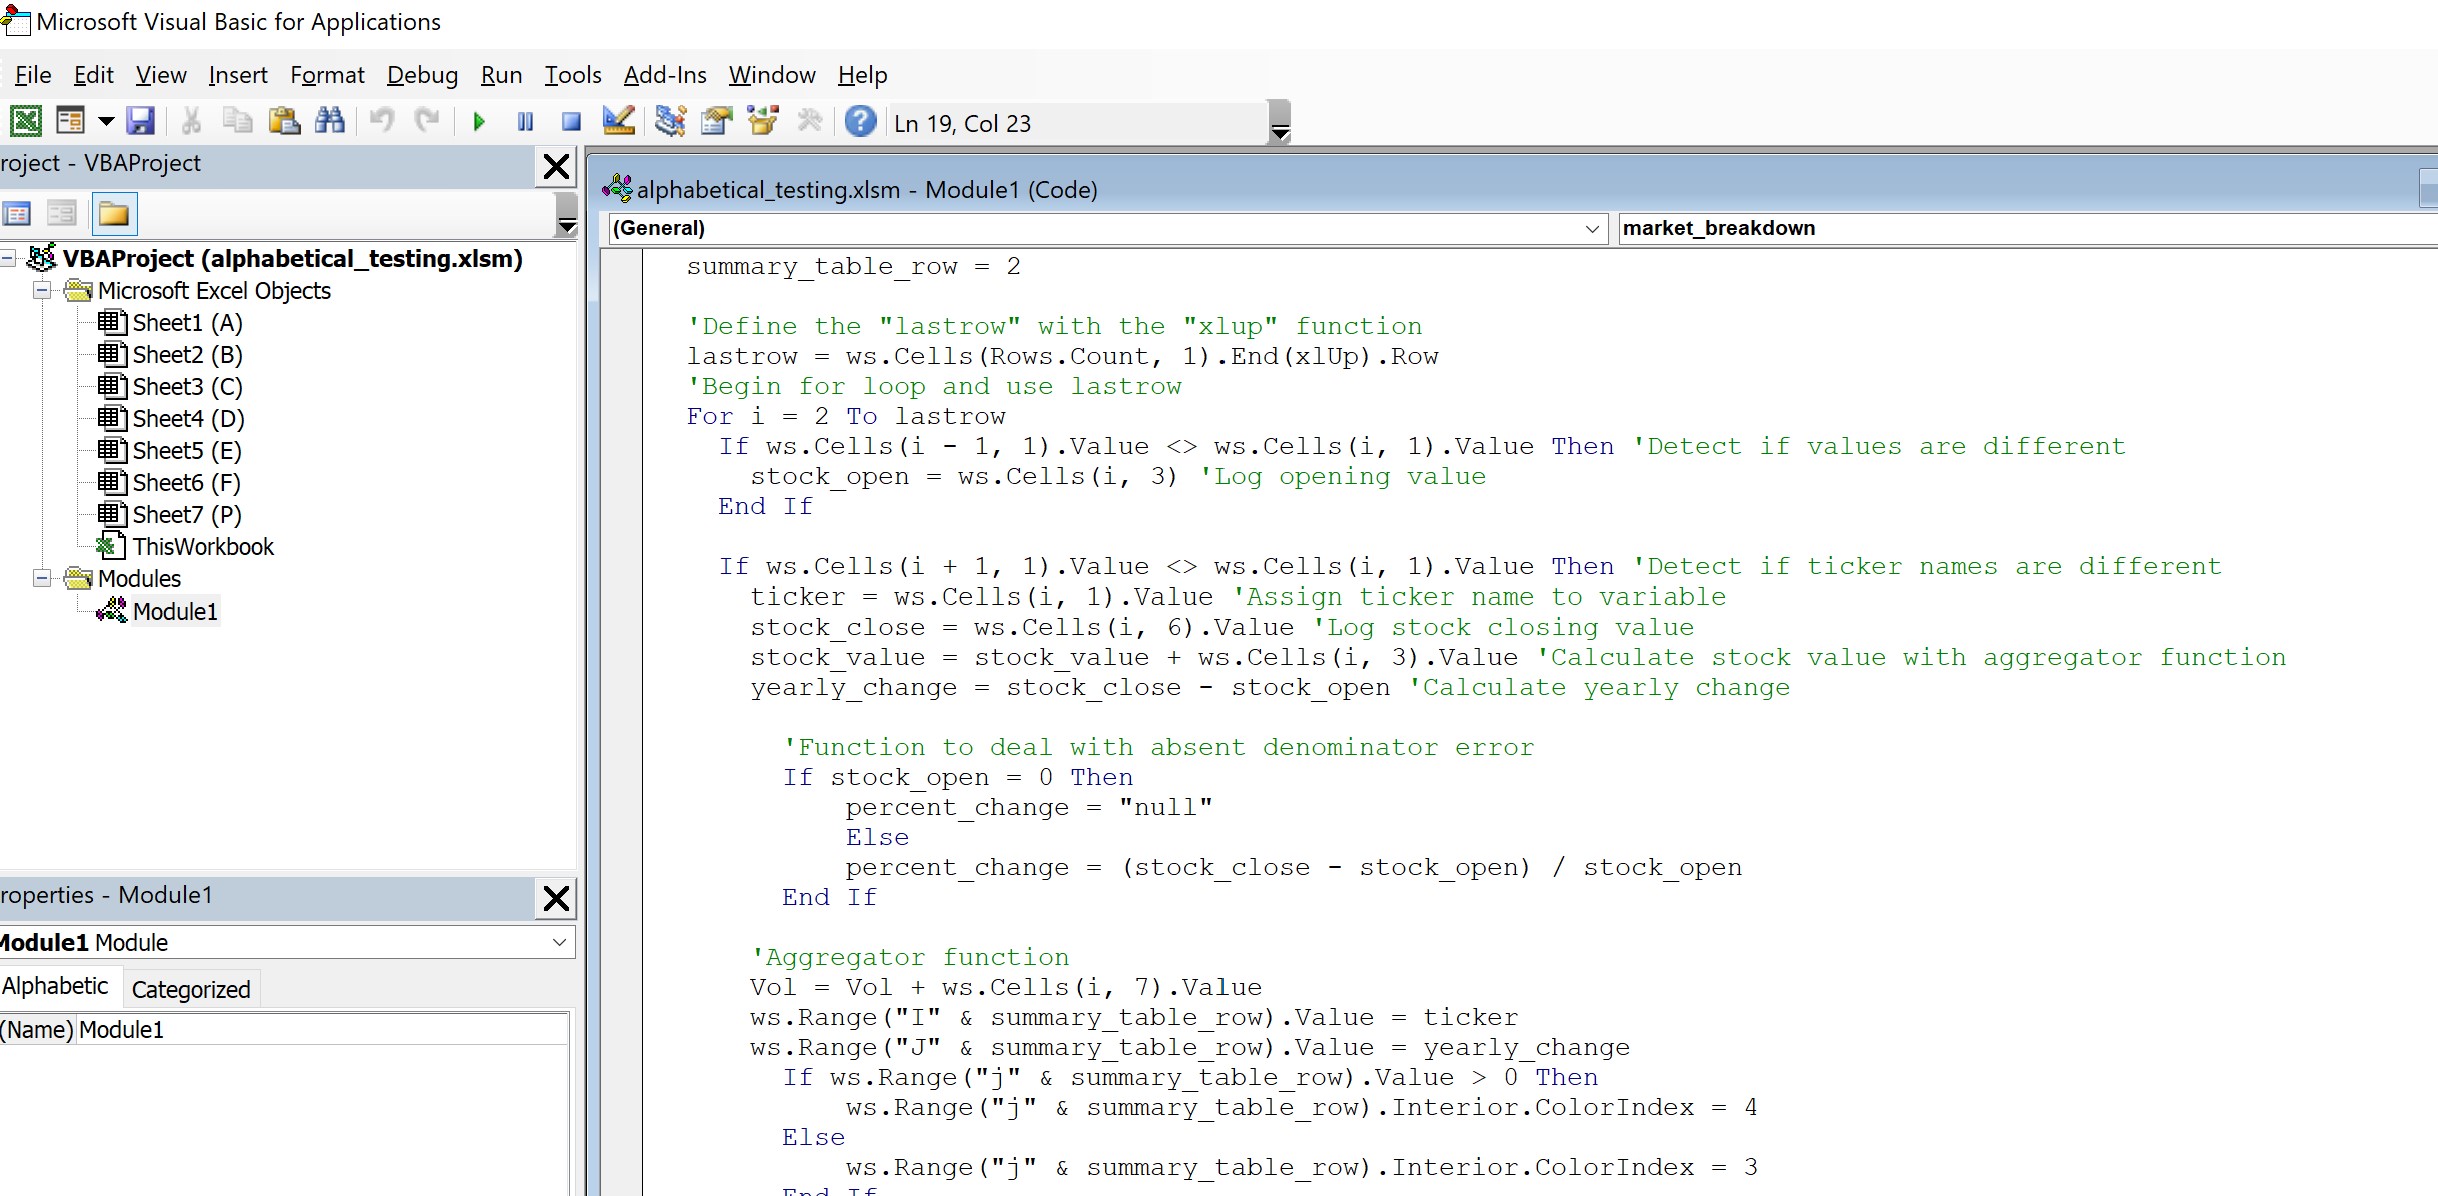 Microsoft Visual Basic for Applications
File Edit View Insert Format Debug Run Tools Add-Ins Window Help
Ln 19, Col 23
roject - VBAProject
VBAProject (alphabetical_testing.xlsm)
Microsoft Excel Objects
Sheet1 (A)
Sheet2 (B)
Sheet3 (C)
Sheet4 (D)
Sheet5 (E)
Sheet6 (F)
Sheet7 (P)
ThisWorkbook
Modules
Module1
roperties - Module1
Module1 Module
Alphabetic Categorized
(Name) Module1
alphabetical_testing.xlsm - Module1 (Code)
(General) market_breakdown
summary_table_row = 2
'Define the "lastrow" with the "xlup" function
lastrow = ws.Cells(Rows.Count, 1).End(xlUp).Row
'Begin for loop and use lastrow
For i = 2 To lastrow
If ws.Cells(i - 1, 1).Value <> ws.Cells(i, 1).Value Then 'Detect if values are different
stock_open = ws.Cells(i, 3) 'Log opening value
End If
If ws.Cells(i + 1, 1).Value <> ws.Cells(i, 1).Value Then 'Detect if ticker names are different
ticker = ws.Cells(i, 1).Value 'Assign ticker name to variable
stock_close = ws.Cells(i, 6).Value 'Log stock closing value
stock_value = stock_value + ws.Cells(i, 3).Value 'Calculate stock value with aggregator function
yearly_change = stock_close - stock_open 'Calculate yearly change
'Function to deal with absent denominator error
If stock_open = 0 Then
percent_change = "null"
Else
percent_change = (stock_close - stock_open) / stock_open
End If
'Aggregator function
Vol = Vol + ws.Cells(i, 7).Value
ws.Range("I" & summary_table_row).Value = ticker
ws.Range("J" & summary_table_row).Value = yearly_change
If ws.Range("j" & summary_table_row).Value > 0 Then
ws.Range("j" & summary_table_row).Interior.ColorIndex = 4
Else
ws.Range("j" & summary_table_row).Interior.ColorIndex = 3
End If